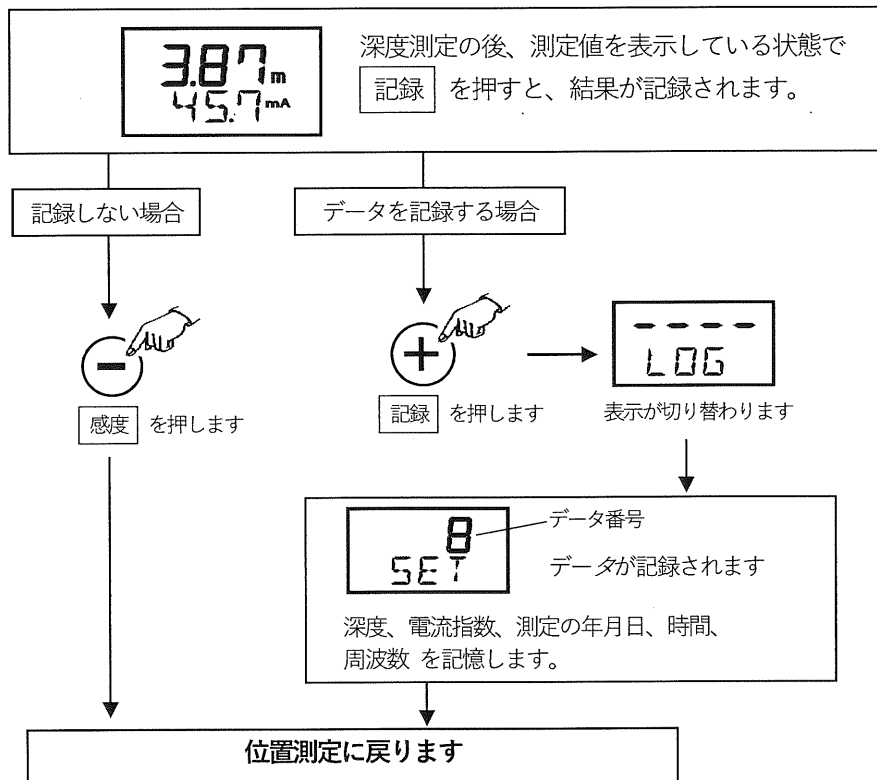 3.87m
45.7mA
深度測定の後、測定値を表示している状態で
記録 を押すと、結果が記録されます。
記録しない場合
データを記録する場合
−
+
----
LOG
感度 を押します
記録 を押します
表示が切り替わります
8
SET
データ番号
データが記録されます
深度、電流指数、測定の年月日、時間、
周波数 を記憶します。
位置測定に戻ります